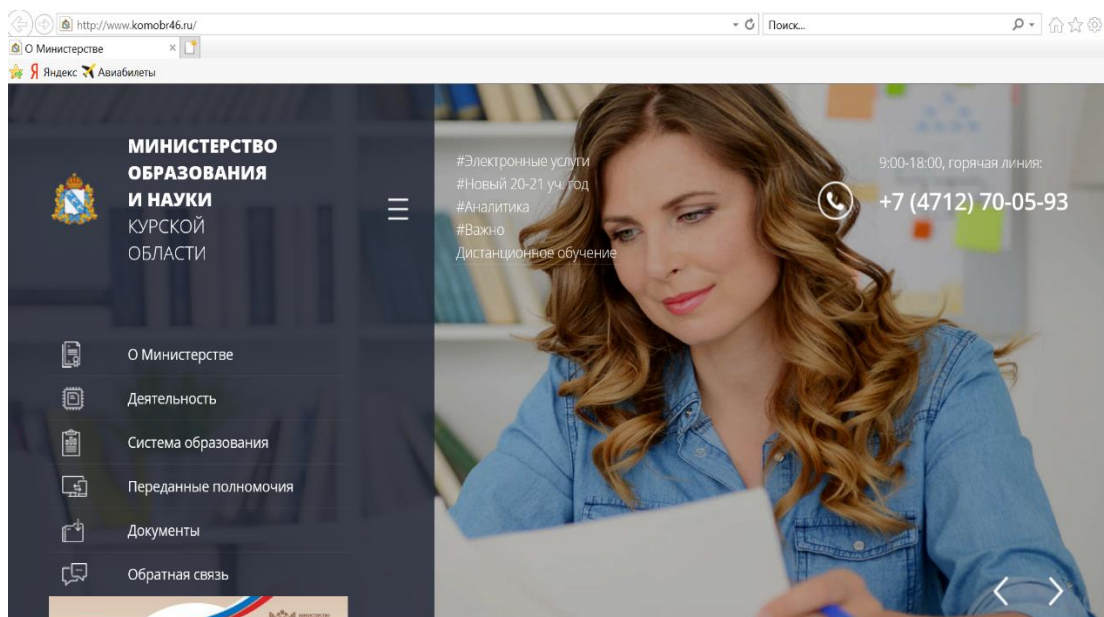 http://www.komobr46.ru/
Поиск...
О Министерстве
Яндекс Авиабилеты
МИНИСТЕРСТВО
ОБРАЗОВАНИЯ
И НАУКИ
КУРСКОЙ
ОБЛАСТИ
#Электронные услуги
#Новый 20-21 уч. год
#Аналитика
#Важно
Дистанционное обучение
9:00-18:00, горячая линия:
+7 (4712) 70-05-93
О Министерстве
Деятельность
Система образования
Переданные полномочия
Документы
Обратная связь
МИНИСТЕРСТВО